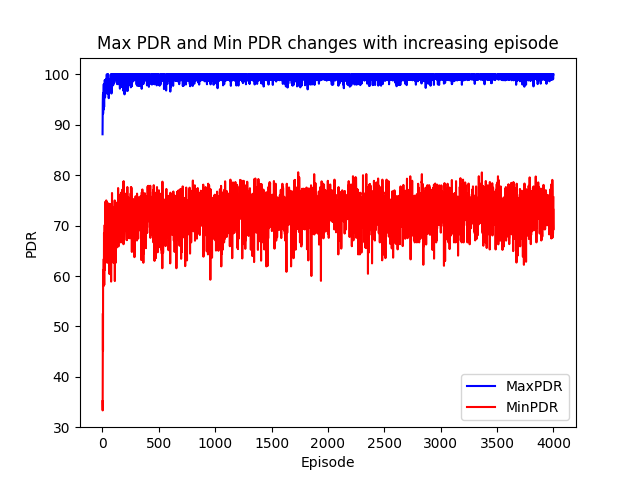 Max PDR and Min PDR changes with increasing episode
100
90
80
70
60
50
40
30
PDR
0 500 1000 1500 2000 2500 3000 3500 4000
Episode
MaxPDR
MinPDR